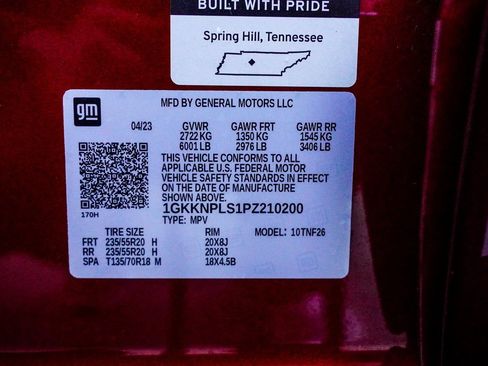 BUILT WITH PRIDE
Spring Hill, Tennessee
gm
MFD BY GENERAL MOTORS LLC
04/23 GVWR GAWR FRT GAWR RR
2722 KG 1350 KG 1545 KG
6001 LB 2976 LB 3406 LB
THIS VEHICLE CONFORMS TO ALL
APPLICABLE U.S. FEDERAL MOTOR
VEHICLE SAFETY STANDARDS IN EFFECT
ON THE DATE OF MANUFACTURE
SHOWN ABOVE.
170H
1GKKNPLS1PZ210200
TYPE: MPV
TIRE SIZE RIM MODEL: 10TNF26
FRT 235/55R20 H 20X8J
RR 235/55R20 H 20X8J
SPA T135/70R18 M 18X4.5B